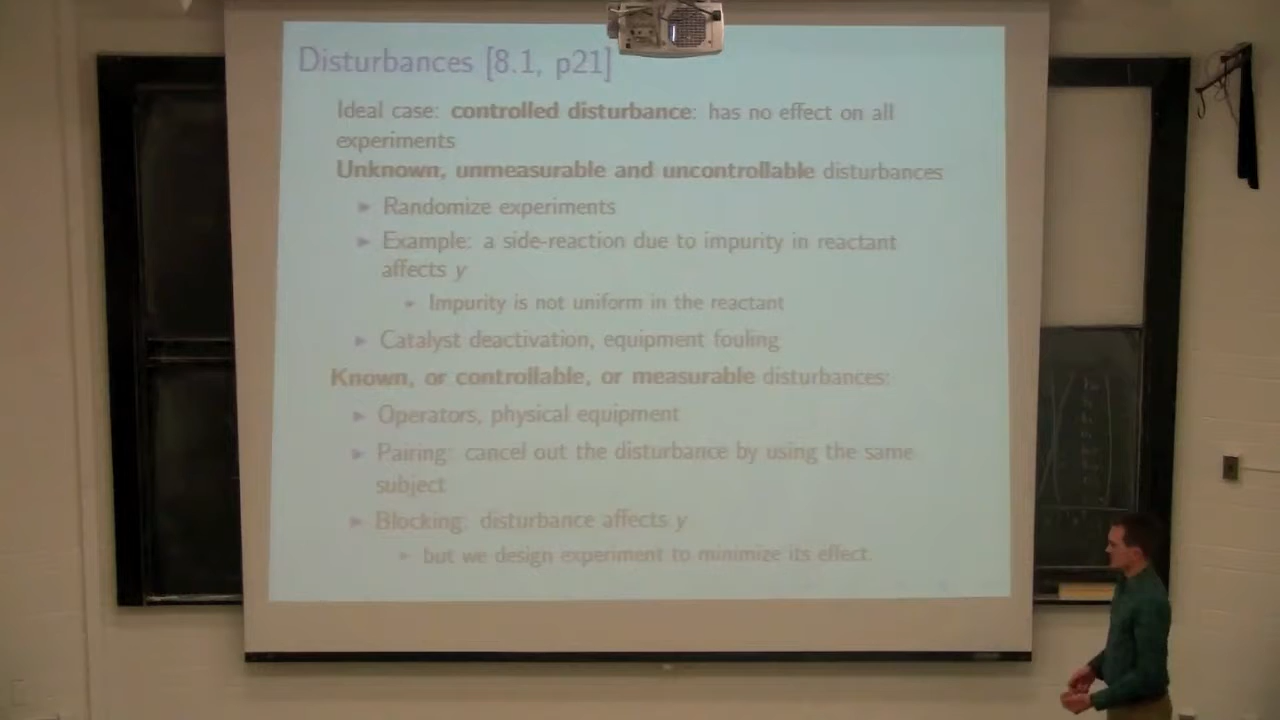 Disturbances [8.1, p21]
Ideal case: controlled disturbance: has no effect on all
experiments
Unknown, unmeasurable and uncontrollable disturbances
Randomize experiments
Example: a side-reaction due to impurity in reactant
affects y
Impurity is not uniform in the reactant
Catalyst deactivation, equipment fouling
Known, or controllable, or measurable disturbances:
Operators, physical equipment
Pairing: cancel out the disturbance by using the same
subject
Blocking: disturbance affects y
but we design experiment to minimize its effect.